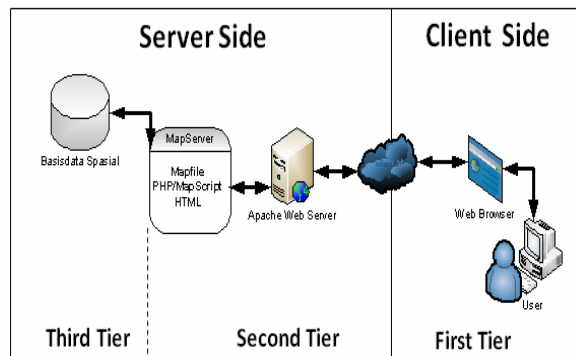 Server Side
Client Side
Basisdata Spasial
MapServer
Mapfile
PHP/MapScript
HTML
Apache Web Server
Web Browser
User
Third Tier
Second Tier
First Tier